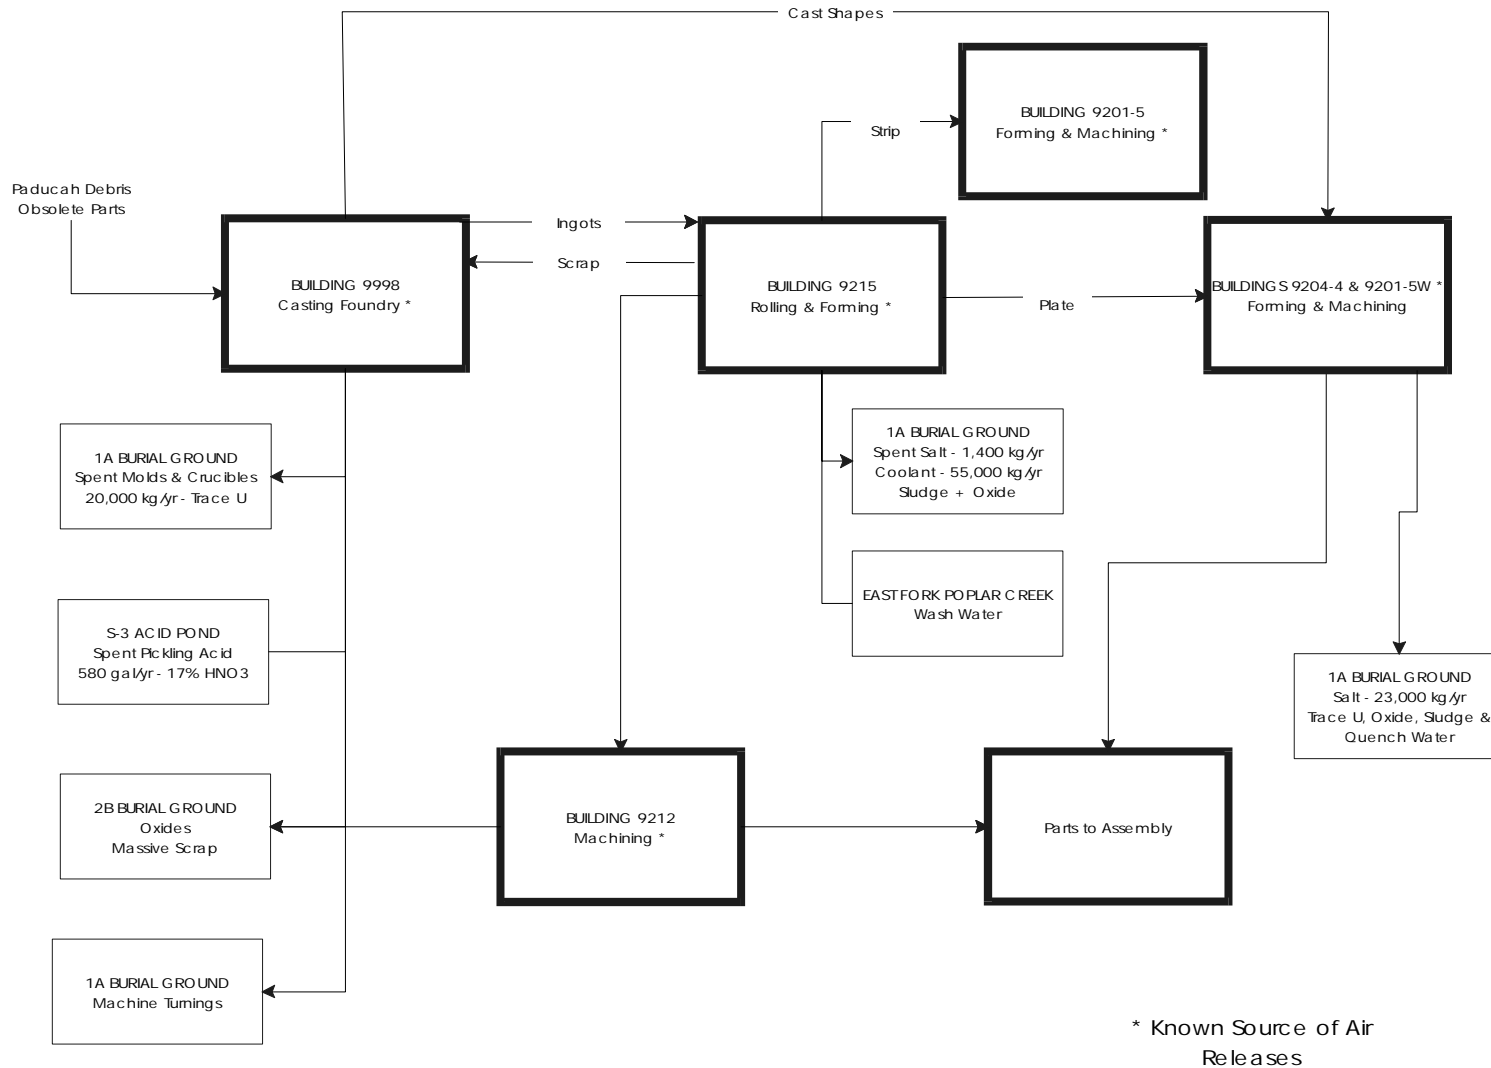 Cast Shapes
BUILDING 9201-5
Forming & Machining *
Strip
Paducah Debris
Obsolete Parts
Ingots
Scrap
BUILDING 9998
Casting Foundry *
BUILDING 9215
Rolling & Forming *
Plate
BUILDINGS 9204-4 & 9201-5W *
Forming & Machining
1A BURIAL GROUND
Spent Molds & Crucibles
20,000 kg/yr - Trace U
1A BURIAL GROUND
Spent Salt - 1,400 kg/yr
Coolant - 55,000 kg/yr
Sludge + Oxide
EAST FORK POPLAR CREEK
Wash Water
S-3 ACID POND
Spent Pickling Acid
580 gal/yr - 17% HNO3
1A BURIAL GROUND
Salt - 23,000 kg/yr
Trace U, Oxide, Sludge &
Quench Water
2B BURIAL GROUND
Oxides
Massive Scrap
BUILDING 9212
Machining *
Parts to Assembly
1A BURIAL GROUND
Machine Turnings
* Known Source of Air
Releases